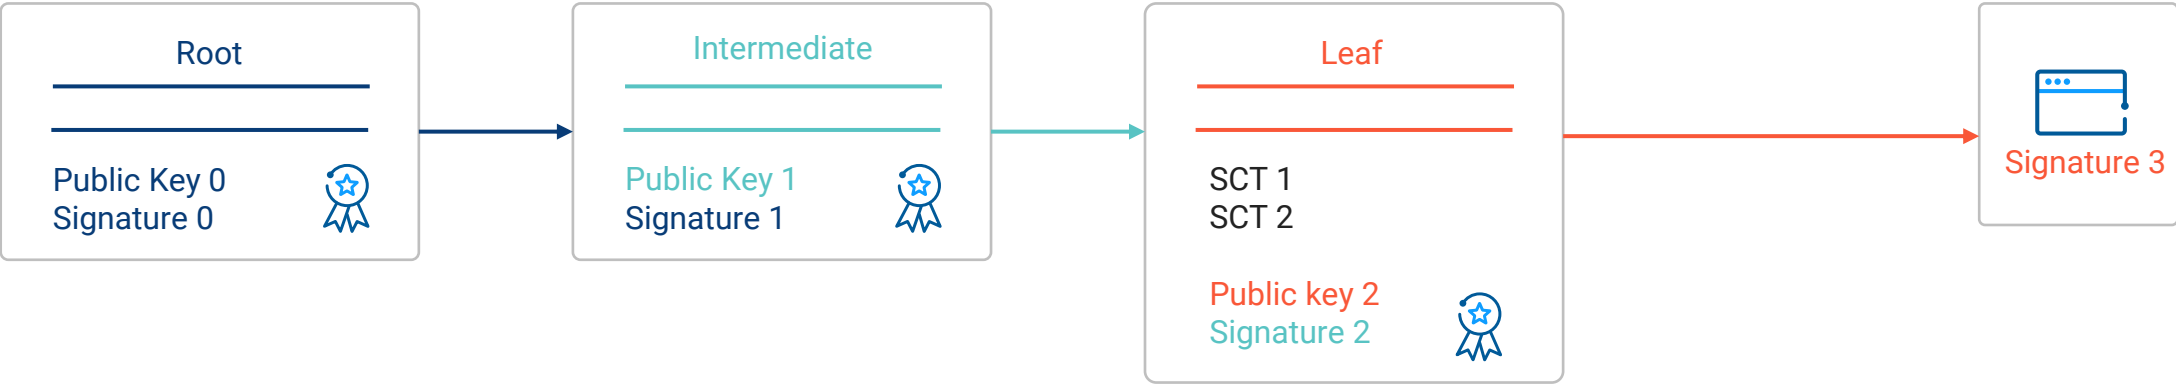 Root
Public Key 0
Signature 0
Intermediate
Public Key 1
Signature 1
Leaf
SCT 1
SCT 2
Public key 2
Signature 2
Signature 3